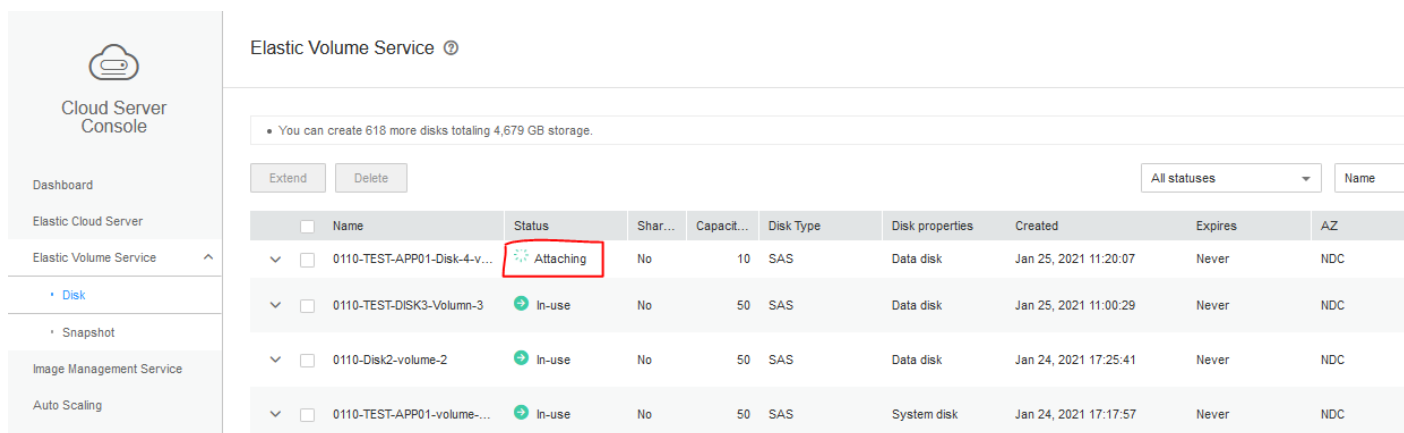 Elastic Volume Service
Cloud Server
Console
• You can create 618 more disks totaling 4,679 GB storage.
Extend Delete All statuses Name
Dashboard
Elastic Cloud Server
Elastic Volume Service
Disk
Snapshot
Image Management Service
Auto Scaling
Name Status Shar... Capacit... Disk Type Disk properties Created Expires AZ
0110-TEST-APP01-Disk-4-v... Attaching No 10 SAS Data disk Jan 25, 2021 11:20:07 Never NDC
0110-TEST-DISK3-Volumn-3 In-use No 50 SAS Data disk Jan 25, 2021 11:00:29 Never NDC
0110-Disk2-volume-2 In-use No 50 SAS Data disk Jan 24, 2021 17:25:41 Never NDC
0110-TEST-APP01-volume-... In-use No 50 SAS System disk Jan 24, 2021 17:17:57 Never NDC